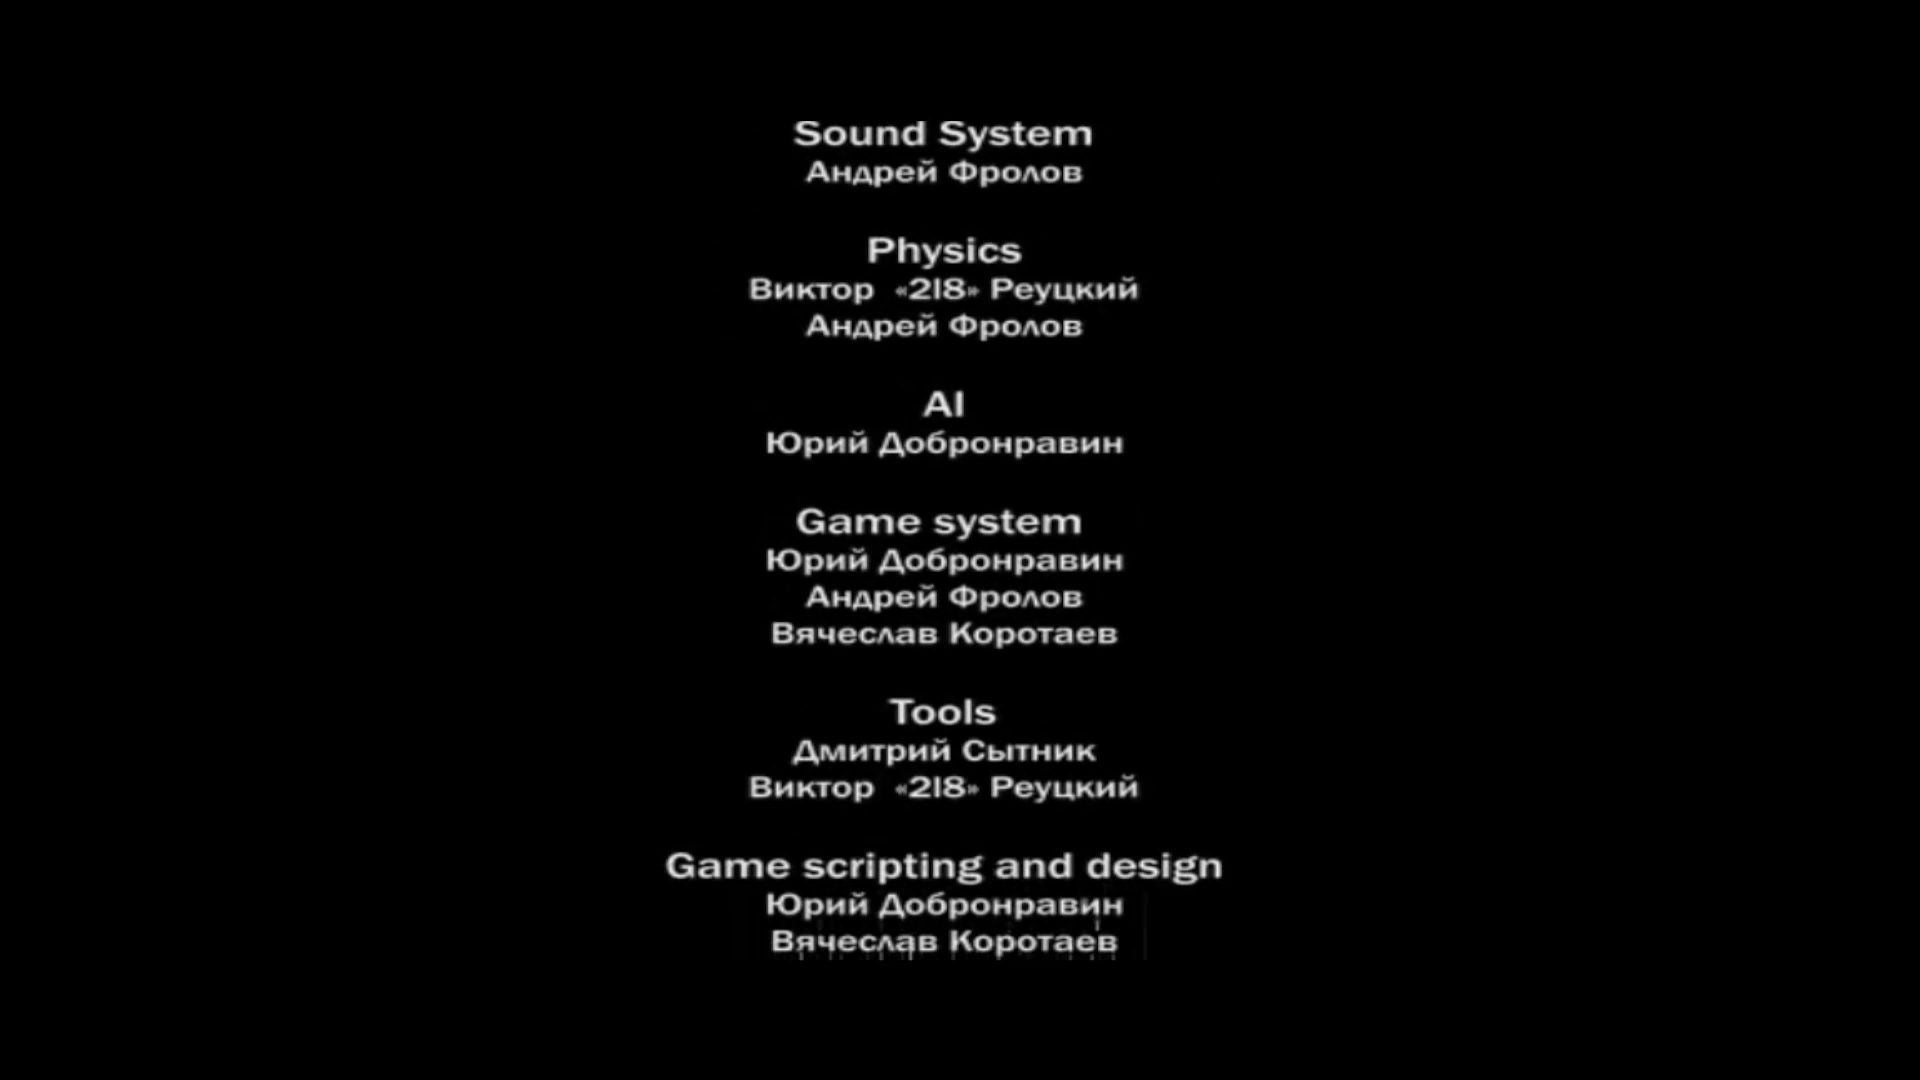 Sound System
Андрей Фролов
Physics
Виктор «218» Реуцкий
Андрей Фролов
AI
Юрий Добронравин
Game system
Юрий Добронравин
Андрей Фролов
Вячеслав Коротаев
Tools
Дмитрий Сытник
Виктор «218» Реуцкий
Game scripting and design
Юрий Добронравин
Вячеслав Коротаев